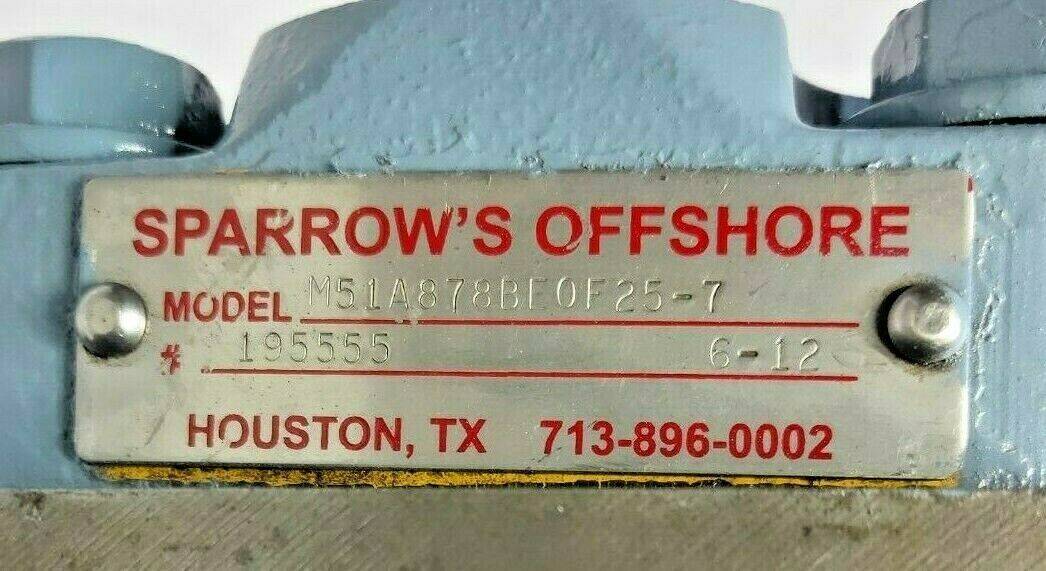 SPARROW'S OFFSHORE
MODEL M51A878BE0F25-7
# 195555 6-12
HOUSTON, TX 713-896-0002